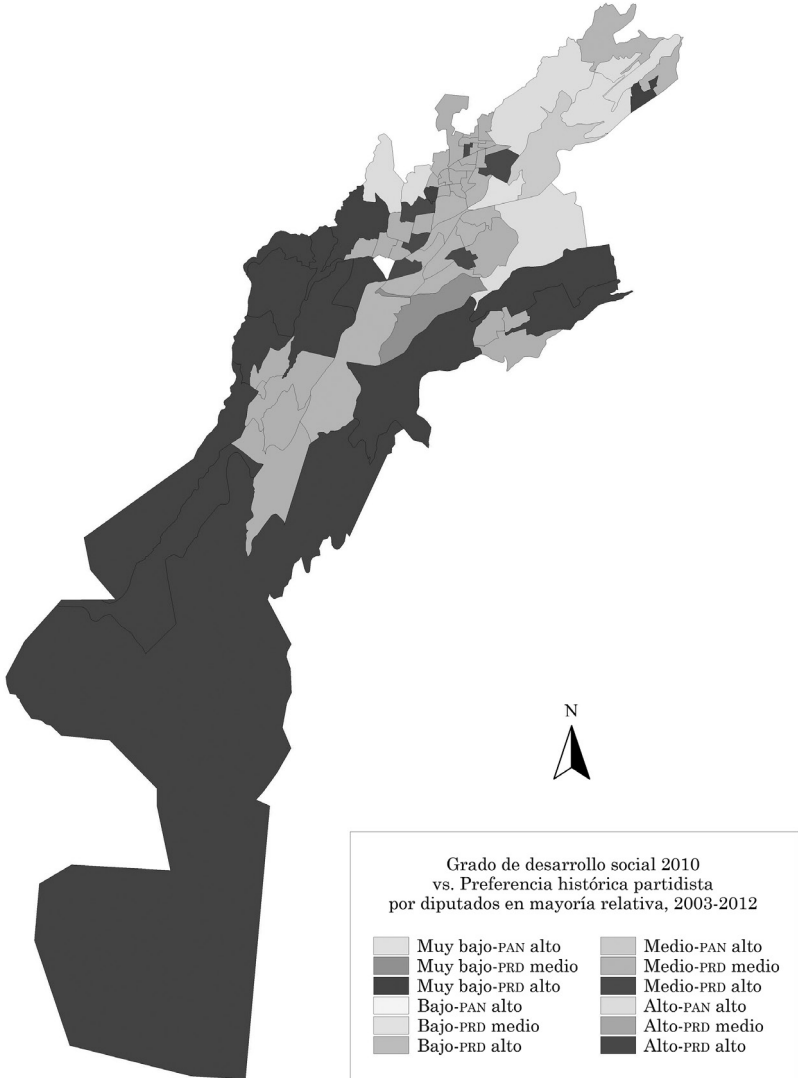 N
Grado de desarrollo social 2010
vs. Preferencia histórica partidista
por diputados en mayoría relativa, 2003-2012
Muy bajo-PAN alto
Muy bajo-PRD medio
Muy bajo-PRD alto
Bajo-PAN alto
Bajo-PRD medio
Bajo-PRD alto
Medio-PAN alto
Medio-PRD medio
Medio-PRD alto
Alto-PAN alto
Alto-PRD medio
Alto-PRD alto